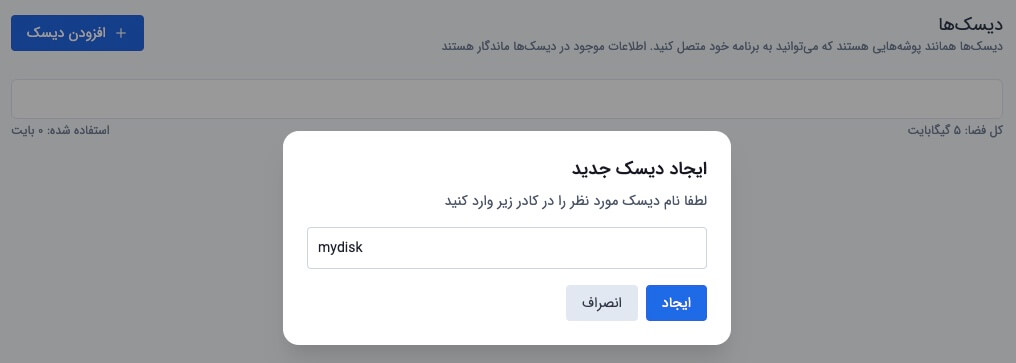 دیسک‌ها
+ افزودن دیسک
دیسک‌ها همانند پوشه‌هایی هستند که می‌توانید به برنامه خود متصل کنید. اطلاعات موجود در دیسک‌ها ماندگار هستند
کل فضا: ۵ گیگابایت
استفاده شده: ۰ بایت
ایجاد دیسک جدید
لطفا نام دیسک مورد نظر را در کادر زیر وارد کنید
mydisk
ایجاد
انصراف